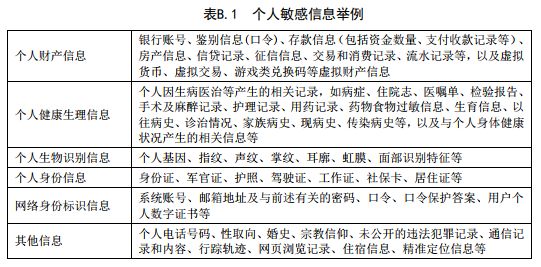 表B.1 个人敏感信息举例
个人财产信息
银行账号、鉴别信息(口令)、存款信息（包括资金数量、支付收款记录等）、
房产信息、信贷记录、征信信息、交易和消费记录、流水记录等，以及虚拟
货币、虚拟交易、游戏类兑换码等虚拟财产信息
个人健康生理信息
个人因生病医治等产生的相关记录，如病症、住院志、医嘱单、检验报告、
手术及麻醉记录、护理记录、用药记录、药物食物过敏信息、生育信息、以
往病史、诊治情况、家族病史、现病史、传染病史等，以及与个人身体健康
状况产生的相关信息等
个人生物识别信息
个人基因、指纹、声纹、掌纹、耳廓、虹膜、面部识别特征等
个人身份信息
身份证、军官证、护照、驾驶证、工作证、社保卡、居住证等
网络身份标识信息
系统账号、邮箱地址及与前述有关的密码、口令、口令保护答案、用户个
人数字证书等
其他信息
个人电话号码、性取向、婚史、宗教信仰、未公开的违法犯罪记录、通信记
录和内容、行踪轨迹、网页浏览记录、住宿信息、精准定位信息等